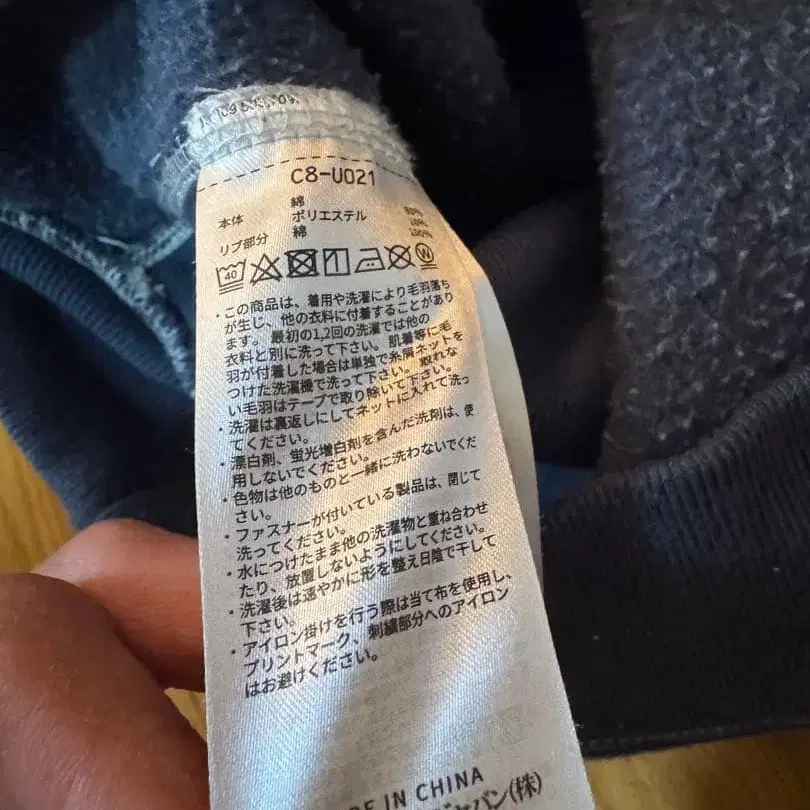 C8-U021
本体 綿
ポリエステル
リブ部分 綿 100%
40 W
・この商品は、着用や洗濯により毛羽落ち
が生じ、他の衣料に付着することがあり
ます。最初の1,2回の洗濯では他の
衣料と別に洗って下さい。肌着等に毛
羽が付着した場合は単独で糸屑ネットを
つけた洗濯機で洗って下さい。取れな
い毛羽はテープで取り除いて下さい。
・洗濯は裏返しにしてネットに入れて洗っ
てください。
・漂白剤、蛍光増白剤を含んだ洗剤は、使
用しないでください。
・色物は他のものと一緒に洗わないでくだ
さい。
・ファスナーが付いている製品は、閉じて
洗ってください。
・水につけたまま他の洗濯物と重ね合わせ
たり、放置しないようにしてください。
・洗濯後は速やかに形を整え日陰で干して
下さい。
・アイロン掛けを行う際は当て布を使用し、
プリントマーク、刺繍部分へのアイロン
はお避けください。
IN CHINA
ジャパン(株)